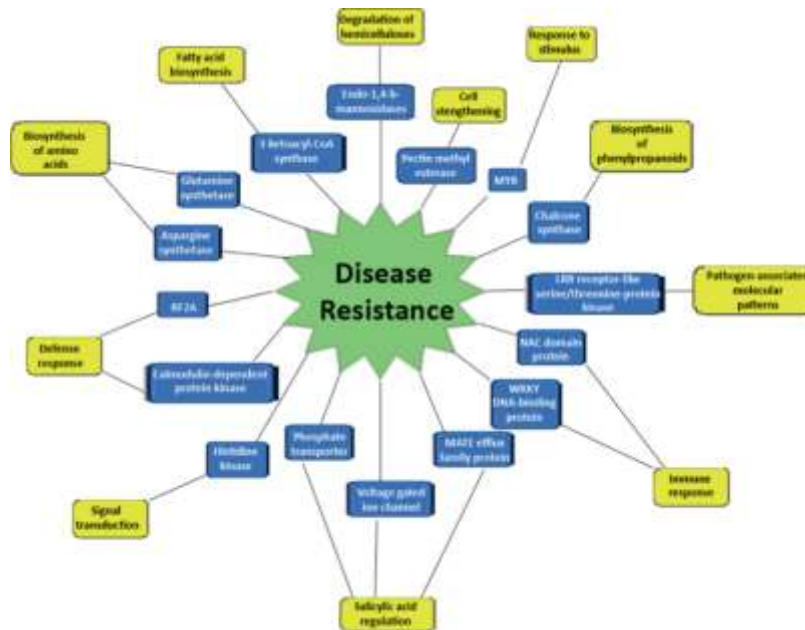 Degradation of
hemicelluloses
Response to
stimulus
Fatty acid
biosynthesis
Endo-1,4-b-
mannosidases
Cell
stengthening
Biosynthesis
of amino
acids
3 Ketoacyl-CoA
synthase
Pectin methyl
esterase
Biosynthesis
of
phenylpropanoids
MYB
Glutamine
synthetase
Chalcone
synthase
Aspargine
synthetase
Disease
Resistance
LRR receptor-like
serine/threonine-protein
kinase
Pathogen-associated
molecular
patterns
RF2A
NAC domain
protein
Defense
response
Calmodulin-dependent
protein kinase
WRKY
DNA-binding
protein
Histidine
kinase
Phosphate
transporter
MATE efflux
family protein
Immune
response
Voltage gated
ion channel
Signal
transduction
Salicylic acid
regulation